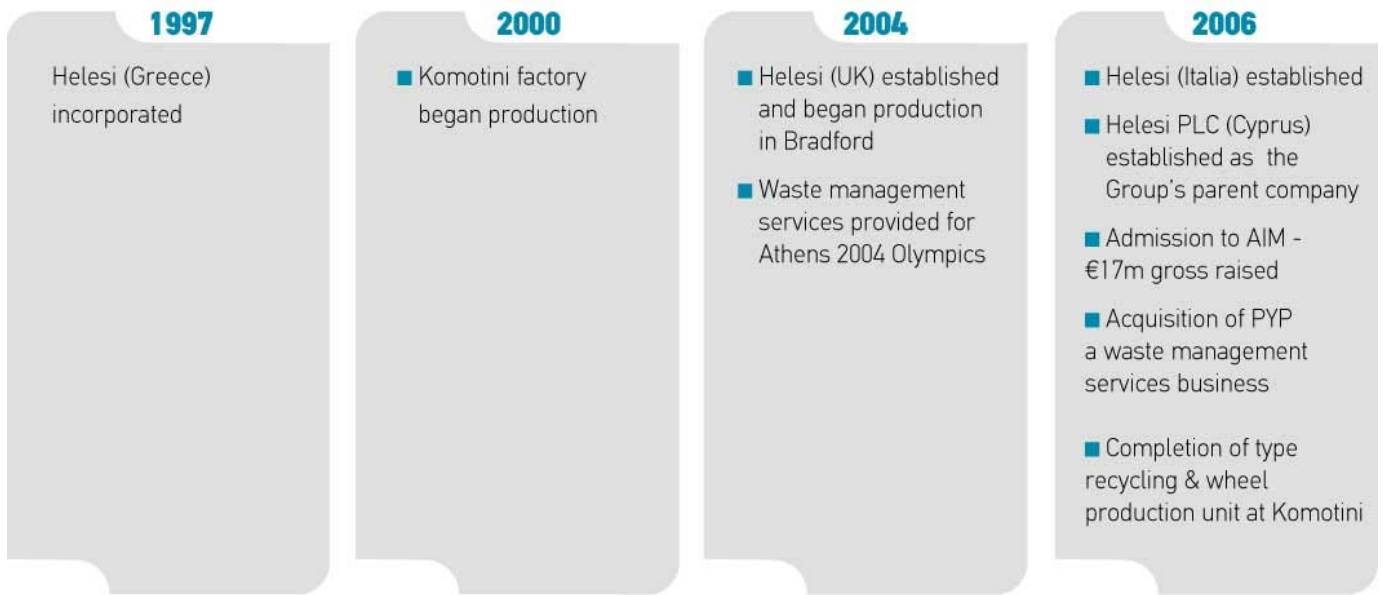 1997
Helesi (Greece)
incorporated
2000
■ Komotini factory
began production
2004
■ Helesi (UK) established
and began production
in Bradford
■ Waste management
services provided for
Athens 2004 Olympics
2006
■ Helesi (Italia) established
■ Helesi PLC (Cyprus)
established as the
Group's parent company
■ Admission to AIM -
€17m gross raised
■ Acquisition of PYP
a waste management
services business
■ Completion of type
recycling & wheel
production unit at Komotini